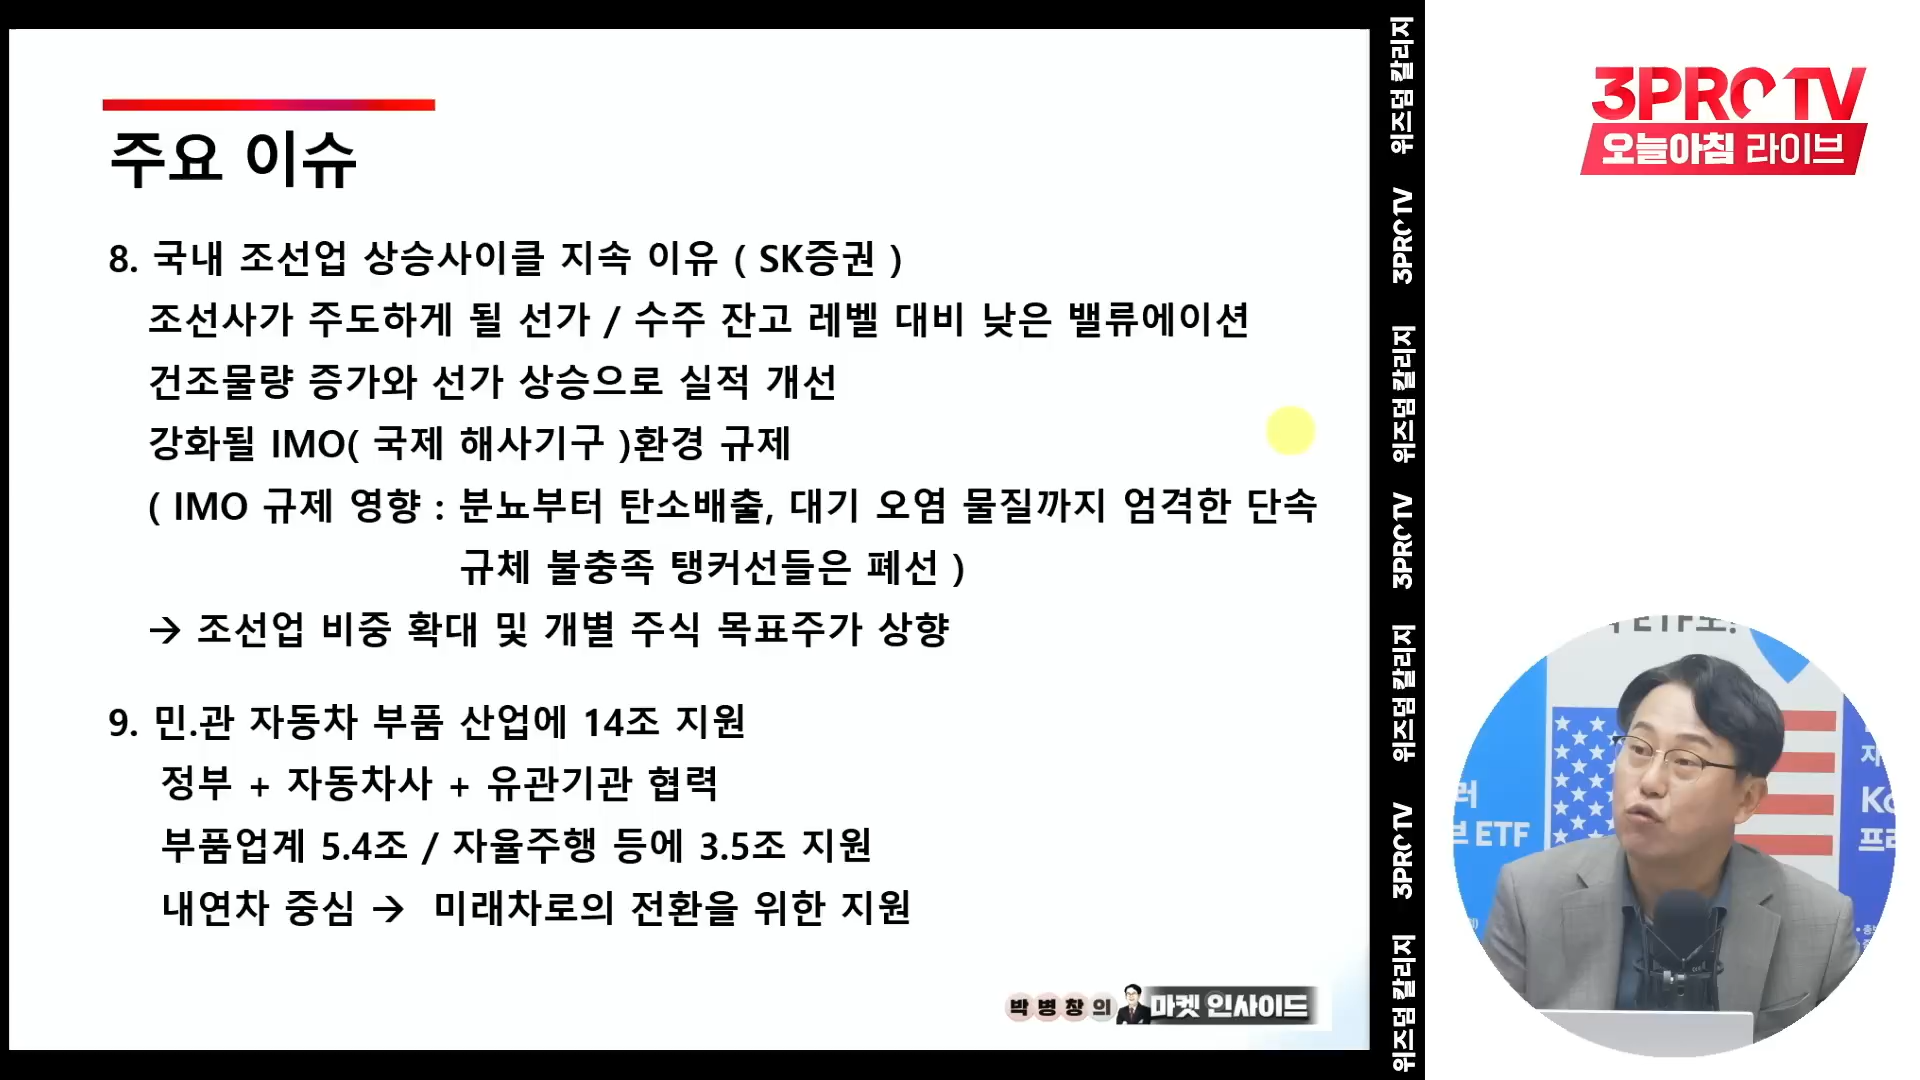 주요 이슈
8. 국내 조선업 상승사이클 지속 이유 ( SK증권 )
조선사가 주도하게 될 선가 / 수주 잔고 레벨 대비 낮은 밸류에이션
건조물량 증가와 선가 상승으로 실적 개선
강화될 IMO( 국제 해사기구 )환경 규제
( IMO 규제 영향 : 분뇨부터 탄소배출, 대기 오염 물질까지 엄격한 단속
규체 불충족 탱커선들은 폐선 )
→ 조선업 비중 확대 및 개별 주식 목표주가 상향
9. 민.관 자동차 부품 산업에 14조 지원
정부 + 자동차사 + 유관기관 협력
부품업계 5.4조 / 자율주행 등에 3.5조 지원
내연차 중심 → 미래차로의 전환을 위한 지원
박병창의 마켓 인사이드
위즈덤 칼리지
3PROTV
위즈덤 칼리지
3PROTV
위즈덤 칼리지
3PROTV
위즈덤 칼리지
3PROTV
오늘아침 라이브
ETF로!
러
브 ETF
자
Ko
프리